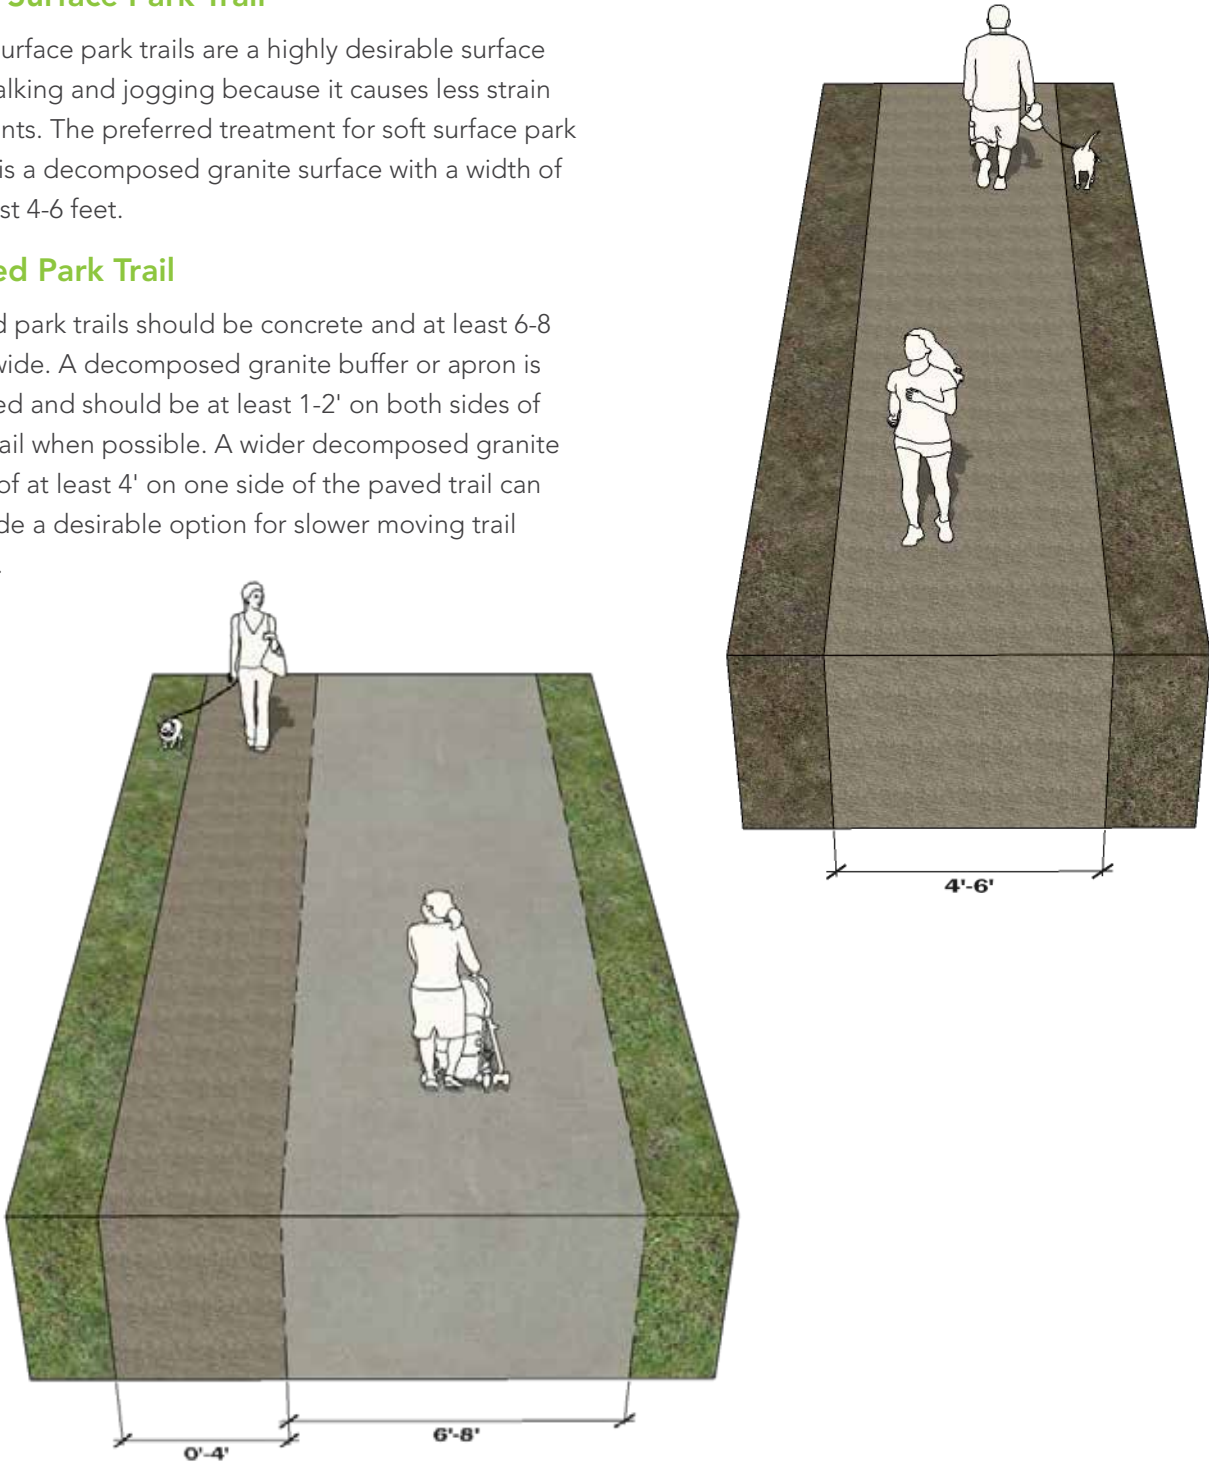 Surface Park Trail
urface park trails are a highly desirable surface
alking and jogging because it causes less strain
nts. The preferred treatment for soft surface park
is a decomposed granite surface with a width of
st 4-6 feet.
ed Park Trail
d park trails should be concrete and at least 6-8
wide. A decomposed granite buffer or apron is
ed and should be at least 1-2' on both sides of
ail when possible. A wider decomposed granite
of at least 4' on one side of the paved trail can
de a desirable option for slower moving trail
.
4'-6'
6'-8'
0'-4'